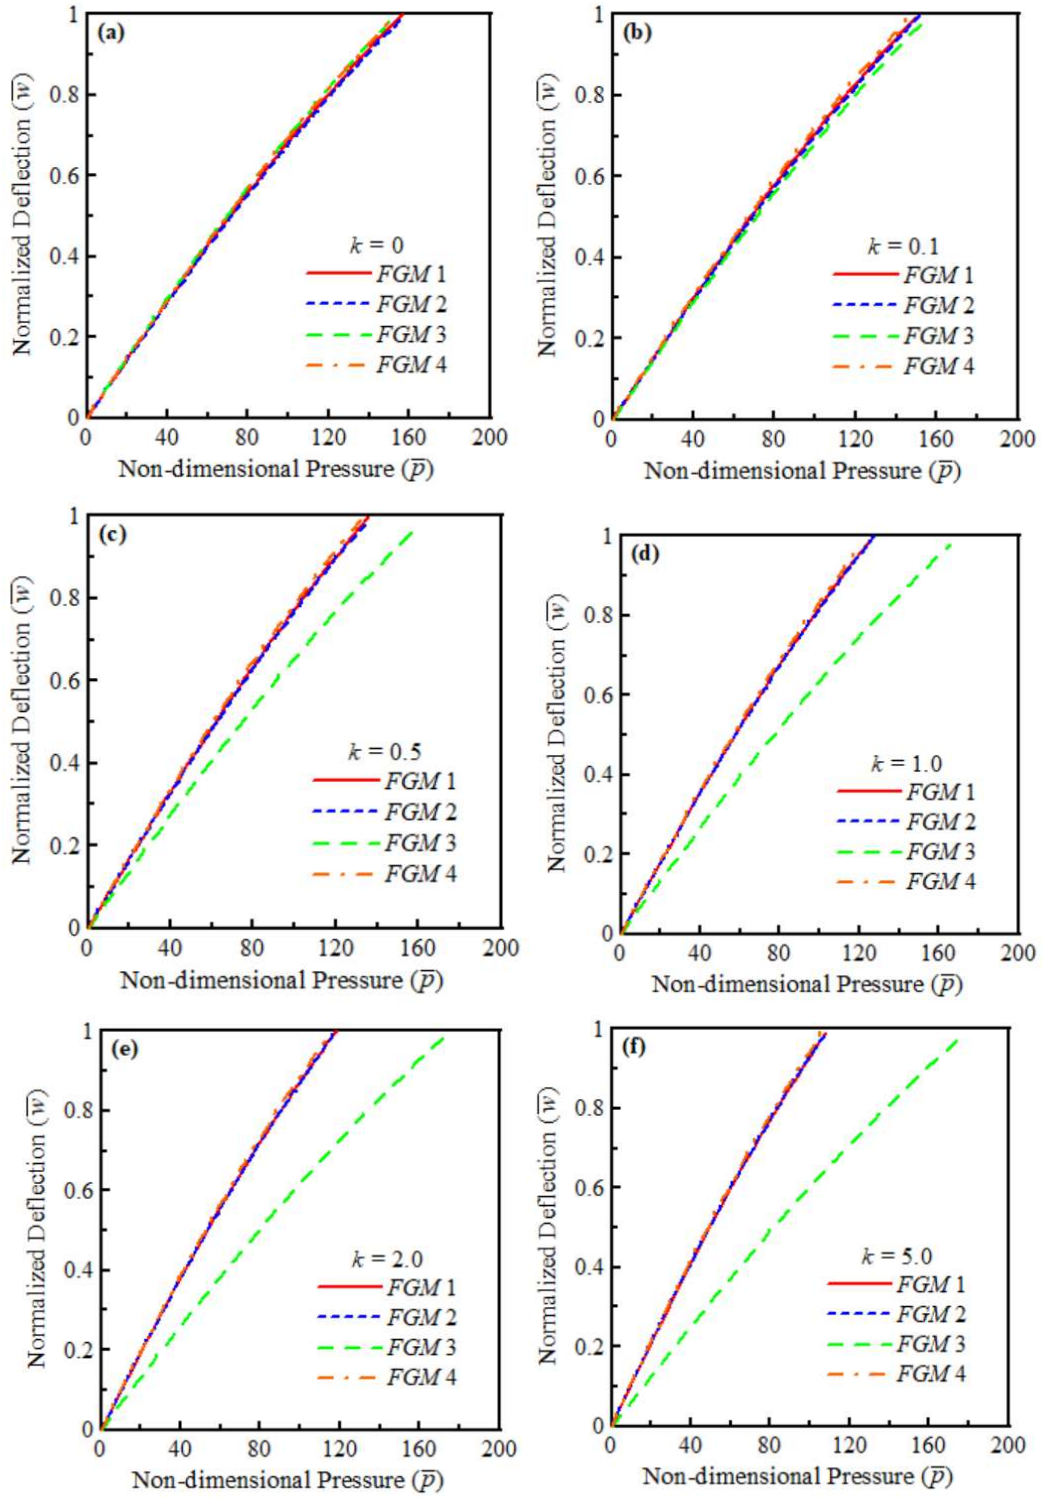 (a)
1
0.8
0.6
0.4
0.2
0
Normalized Deflection (w̅)
k = 0
FGM 1
FGM 2
FGM 3
FGM 4
0 40 80 120 160 200
Non-dimensional Pressure (p̅)
(b)
1
0.8
0.6
0.4
0.2
0
Normalized Deflection (w̅)
k = 0.1
FGM 1
FGM 2
FGM 3
FGM 4
0 40 80 120 160 200
Non-dimensional Pressure (p̅)
(c)
1
0.8
0.6
0.4
0.2
0
Normalized Deflection (w̅)
k = 0.5
FGM 1
FGM 2
FGM 3
FGM 4
0 40 80 120 160 200
Non-dimensional Pressure (p̅)
(d)
1
0.8
0.6
0.4
0.2
0
Normalized Deflection (w̅)
k = 1.0
FGM 1
FGM 2
FGM 3
FGM 4
0 40 80 120 160 200
Non-dimensional Pressure (p̅)
(e)
1
0.8
0.6
0.4
0.2
0
Normalized Deflection (w̅)
k = 2.0
FGM 1
FGM 2
FGM 3
FGM 4
0 40 80 120 160 200
Non-dimensional Pressure (p̅)
(f)
1
0.8
0.6
0.4
0.2
0
Normalized Deflection (w̅)
k = 5.0
FGM 1
FGM 2
FGM 3
FGM 4
0 40 80 120 160 200
Non-dimensional Pressure (p̅)